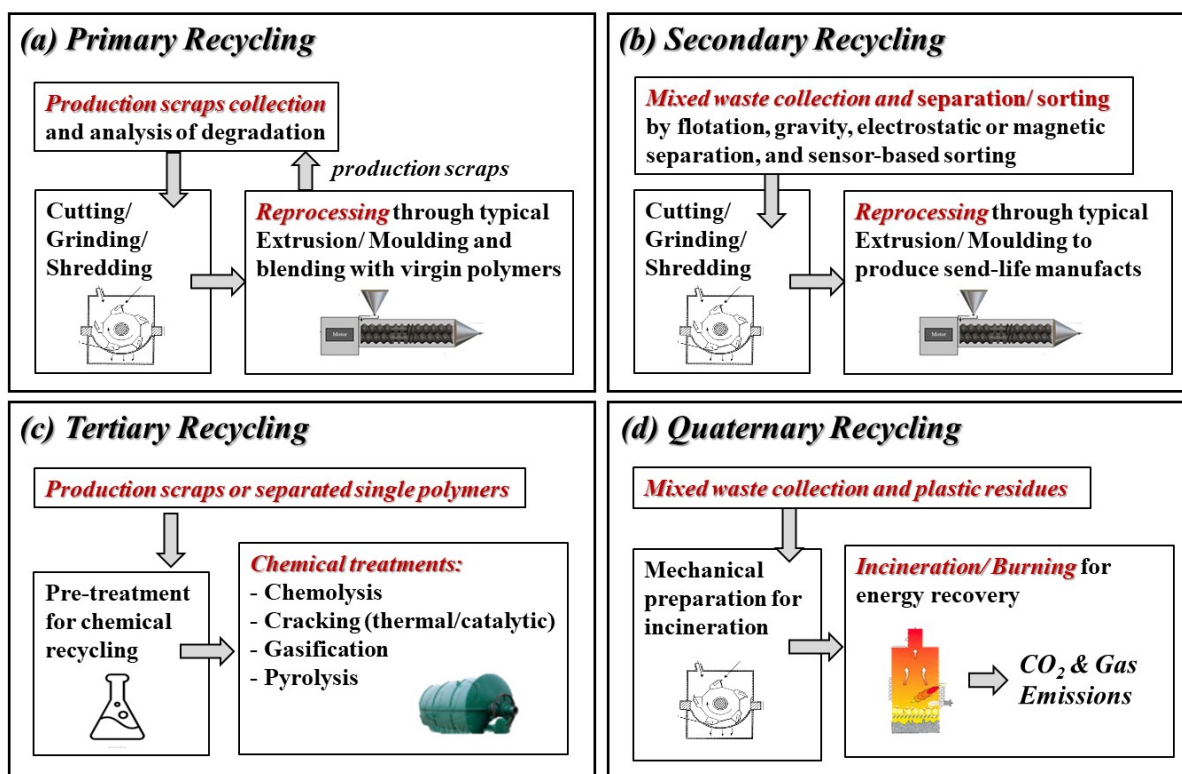 (a) Primary Recycling
Production scraps collection
and analysis of degradation
production scraps
Cutting/
Grinding/
Shredding
Reprocessing through typical
Extrusion/ Moulding and
blending with virgin polymers
Motor
(b) Secondary Recycling
Mixed waste collection and separation/ sorting
by flotation, gravity, electrostatic or magnetic
separation, and sensor-based sorting
Cutting/
Grinding/
Shredding
Reprocessing through typical
Extrusion/ Moulding to
produce send-life manufacts
Motor
(c) Tertiary Recycling
Production scraps or separated single polymers
Pre-treatment
for chemical
recycling
Chemical treatments:
- Chemolysis
- Cracking (thermal/catalytic)
- Gasification
- Pyrolysis
(d) Quaternary Recycling
Mixed waste collection and plastic residues
Mechanical
preparation for
incineration
Incineration/ Burning for
energy recovery
CO₂ & Gas
Emissions